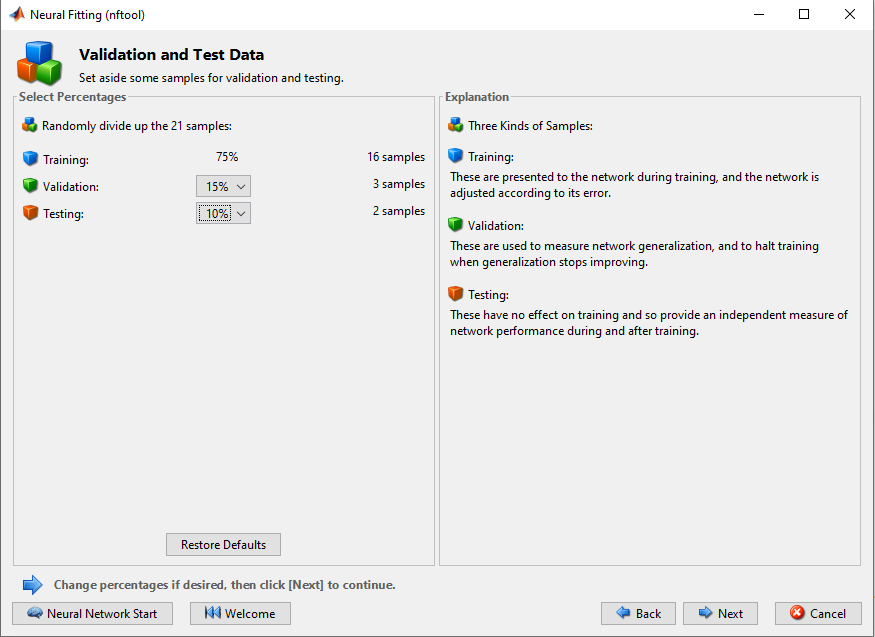 Neural Fitting (nftool)
Validation and Test Data
Set aside some samples for validation and testing.
Select Percentages
Randomly divide up the 21 samples:
Training: 75% 16 samples
Validation: 15% 3 samples
Testing: 10% 2 samples
Restore Defaults
Explanation
Three Kinds of Samples:
Training:
These are presented to the network during training, and the network is
adjusted according to its error.
Validation:
These are used to measure network generalization, and to halt training
when generalization stops improving.
Testing:
These have no effect on training and so provide an independent measure of
network performance during and after training.
Change percentages if desired, then click [Next] to continue.
Neural Network Start Welcome Back Next Cancel